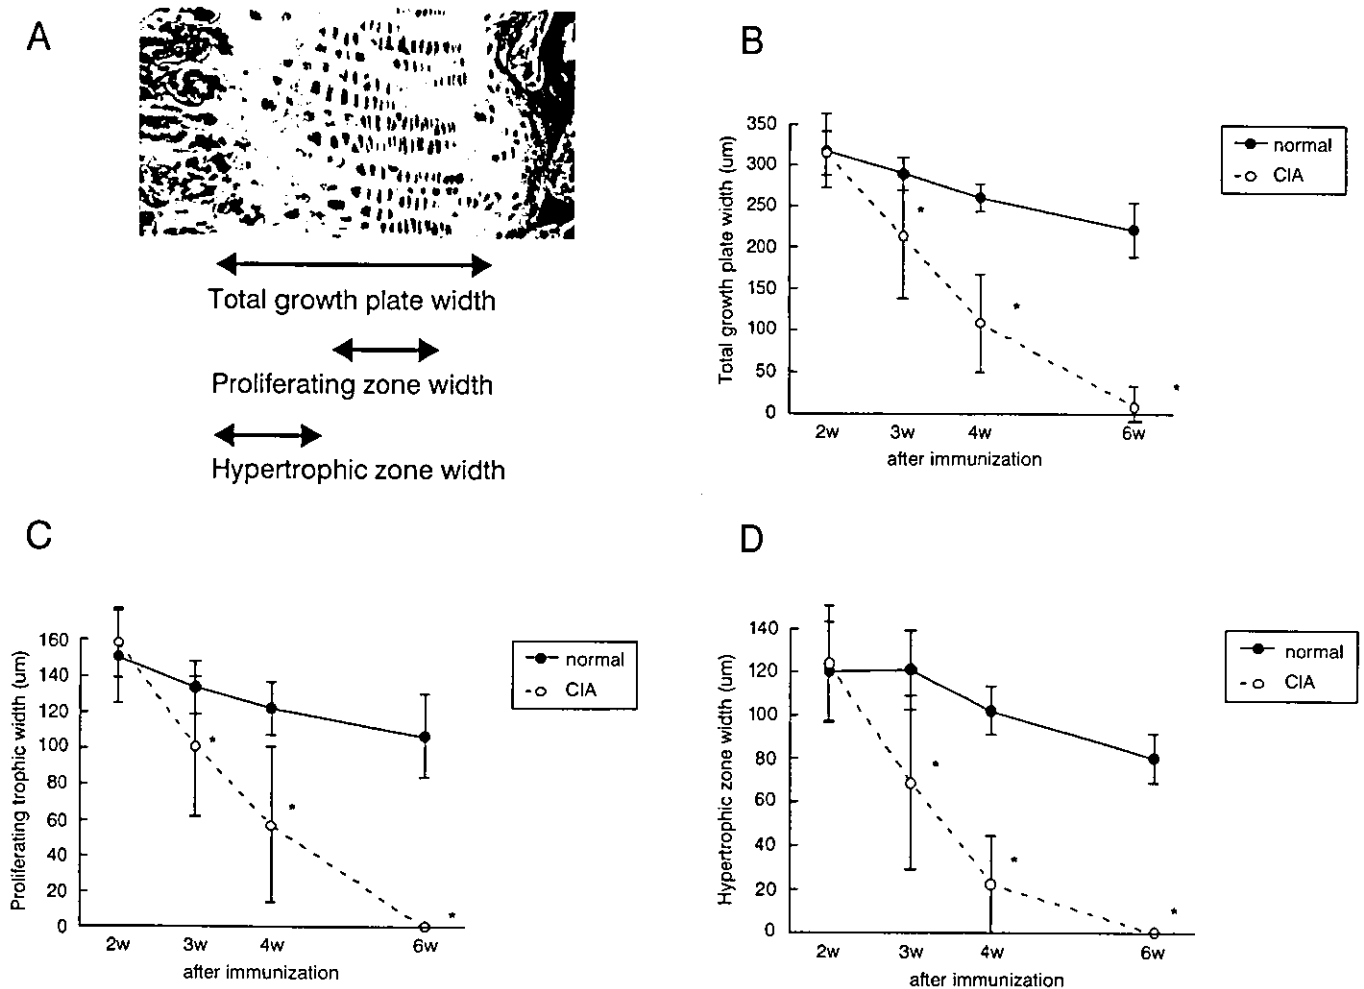 A
Total growth plate width
Proliferating zone width
Hypertrophic zone width
B
Total growth plate width (um)
350
300
250
200
150
100
50
0
2w
3w
4w
6w
after immunization
normal
CIA
*
*
*
C
Proliferating trophic width (um)
160
140
120
100
80
60
40
20
0
2w
3w
4w
6w
after immunization
normal
CIA
*
*
*
D
Hypertrophic zone width (um)
140
120
100
80
60
40
20
0
2w
3w
4w
6w
after immunization
normal
CIA
*
*
*